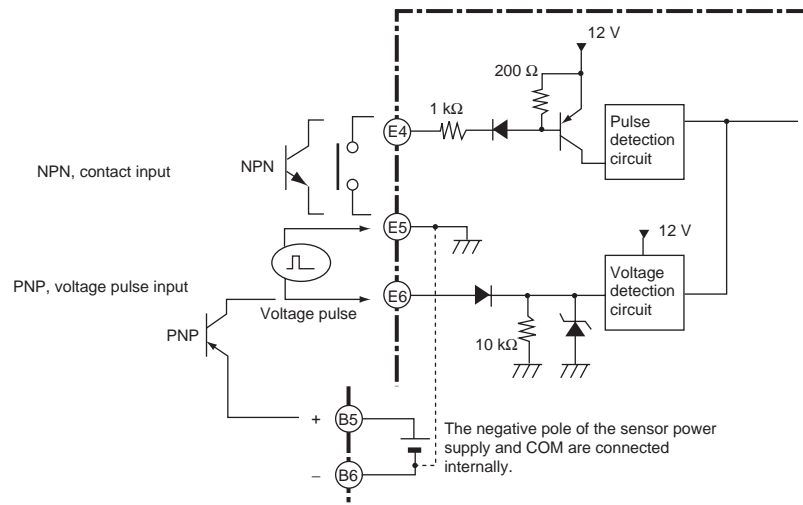 12 V
200 Ω
1 kΩ
E4
Pulse
detection
circuit
NPN
NPN, contact input
E5
12 V
Voltage
detection
circuit
PNP, voltage pulse input
E6
Voltage pulse
PNP
10 kΩ
+
B5
The negative pole of the sensor power
supply and COM are connected
internally.
–
B6